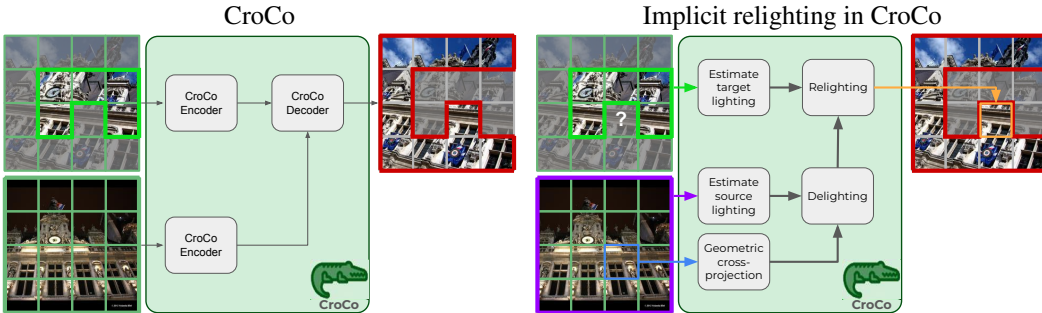 CroCo
CroCo
Encoder
CroCo
Decoder
CroCo
Encoder
CroCo
Implicit relighting in CroCo
?
Estimate
target
lighting
Relighting
Estimate
source
lighting
Delighting
Geometric
cross-
projection
CroCo